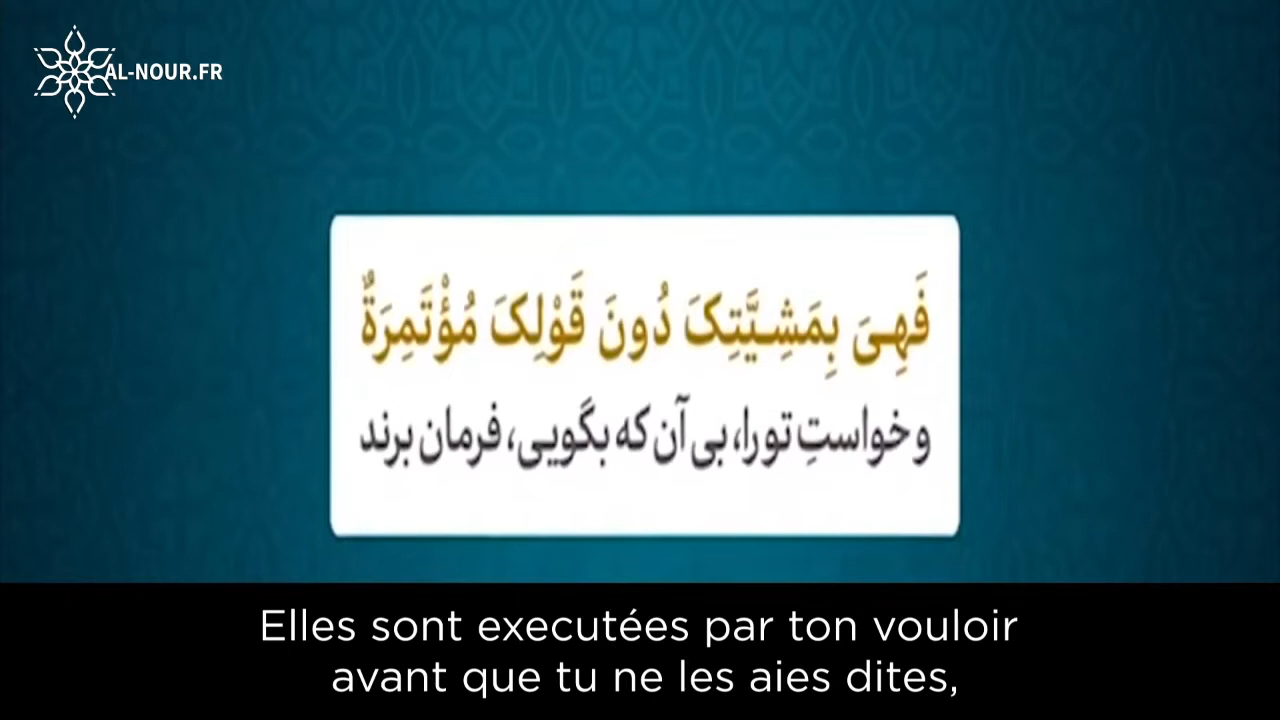 AL-NOUR.FR
فَهِیَ بِمَشِیَّتِکَ دُونَ قَوْلِکَ مُؤْتَمِرَةٌ
و خواستِ تو را، بی آن که بگویی، فرمان برند
Elles sont executées par ton vouloir
avant que tu ne les aies dites,